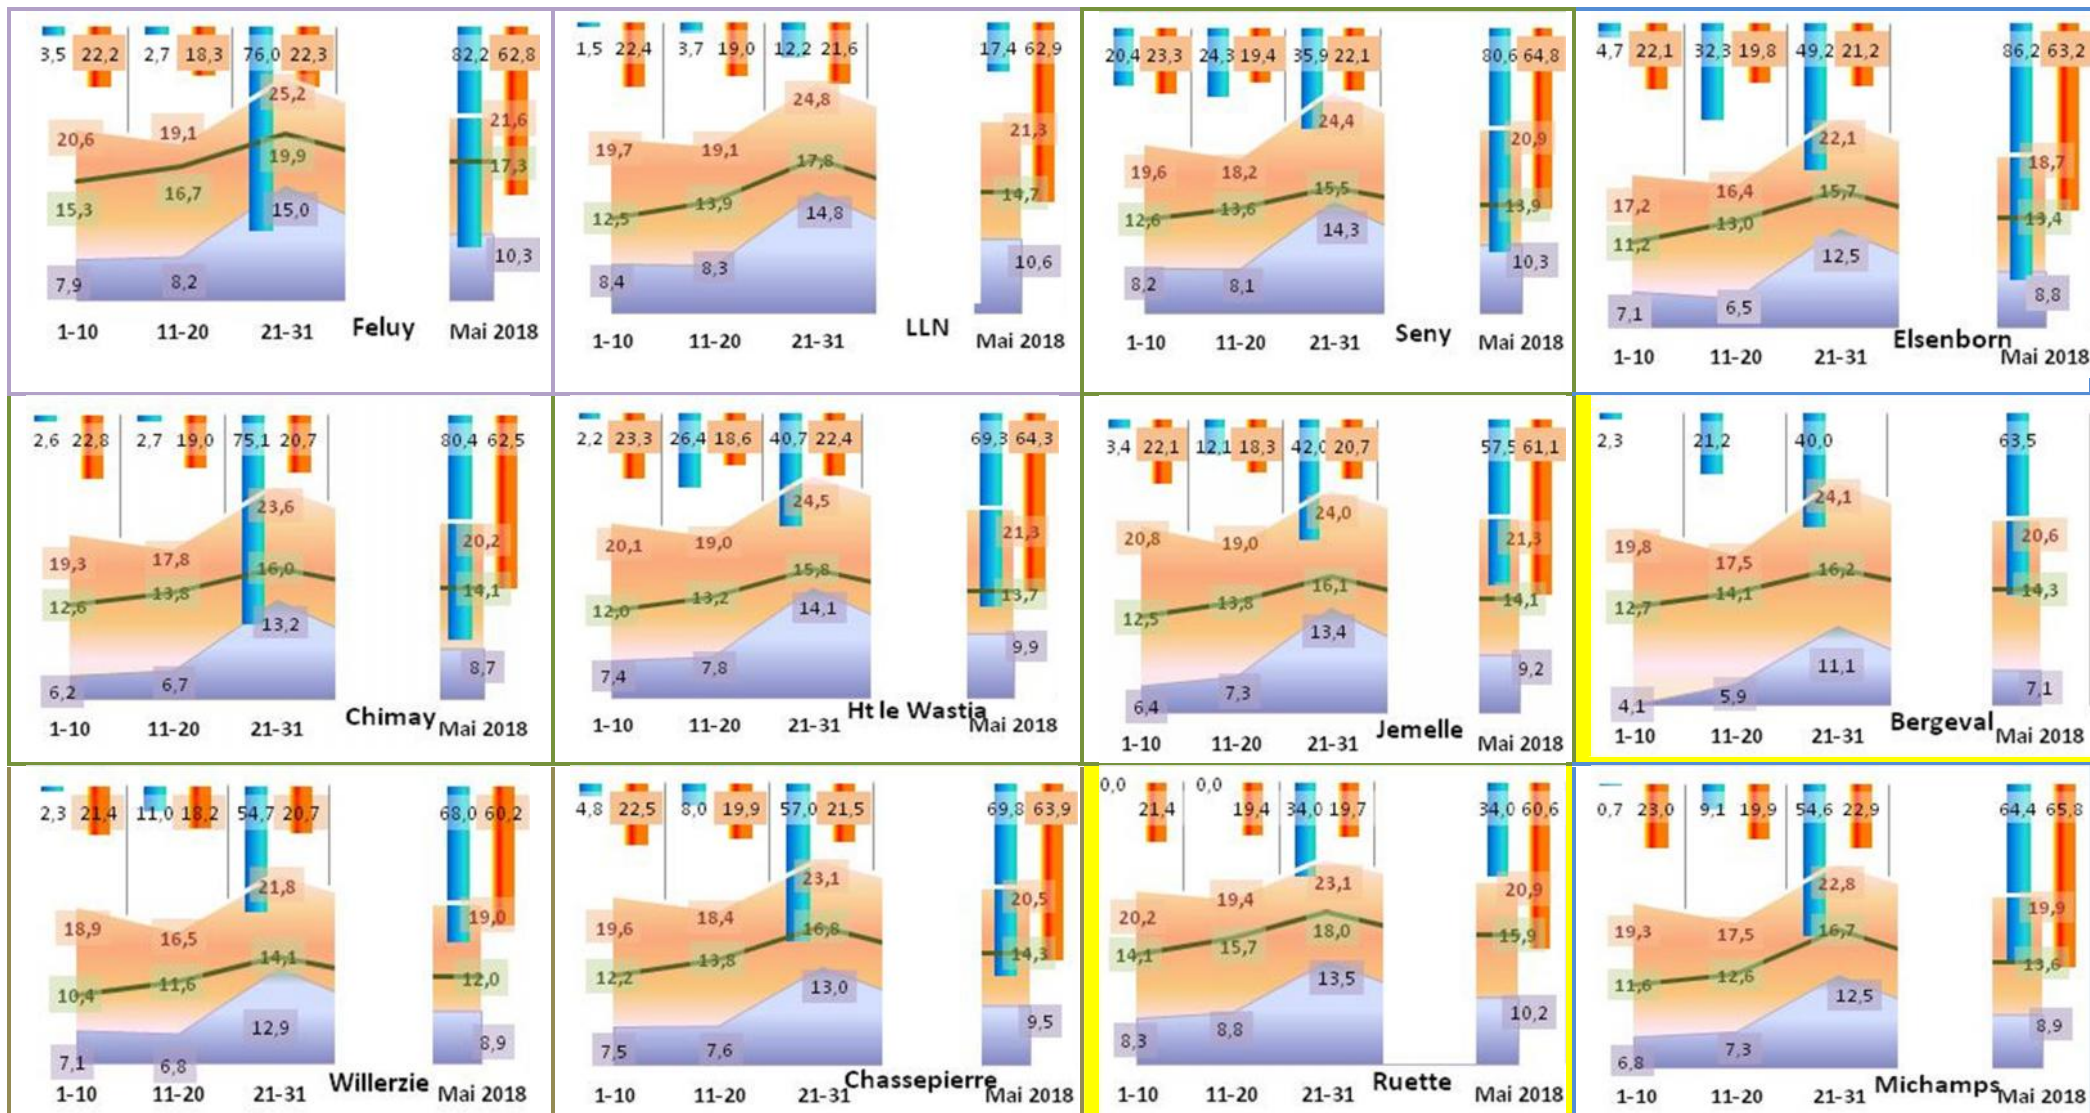 3,5 22,2 2,7 18,3 76,0 22,3 82,2 62,8
25,2
20,6 19,1 21,6
19,9 17,3
15,3 16,7 15,0
10,3
7,9 8,2
1-10 11-20 21-31 Feluy Mai 2018
1,5 22,4 3,7 19,0 12,2 21,6 17,4 62,9
24,8
19,7 19,1 21,3
17,8
12,5 13,9 14,8 14,7
8,4 8,3 10,6
1-10 11-20 21-31 LLN Mai 2018
20,4 23,3 24,3 19,4 35,9 22,1 80,6 64,8
24,4
19,6 18,2 20,9
12,6 13,6 15,5 13,9
14,3
8,2 8,1 10,3
1-10 11-20 21-31 Seny Mai 2018
4,7 22,1 32,3 19,8 49,2 21,2 86,2 63,2
22,1
17,2 16,4 18,7
11,2 13,0 15,7 13,4
12,5
7,1 6,5 8,8
1-10 11-20 21-31 Elsenborn Mai 2018
2,6 22,8 2,7 19,0 75,1 20,7 80,4 62,5
23,6
19,3 17,8 20,2
12,6 13,8 16,0 14,1
13,2
6,2 6,7 8,7
1-10 11-20 21-31 Chimay Mai 2018
2,2 23,3 26,4 18,6 40,7 22,4 69,3 64,3
24,5
20,1 19,0 21,3
12,0 13,2 15,8 13,7
14,1
7,4 7,8 9,9
1-10 11-20 21-31 Ht le Wastia Mai 2018
3,4 22,1 12,1 18,3 42,0 20,7 57,5 61,1
24,0
20,8 19,0 21,3
12,5 13,8 16,1 14,1
13,4
6,4 7,3 9,2
1-10 11-20 21-31 Jemelle Mai 2018
2,3 21,2 40,0 63,5
24,1
19,8 17,5 20,6
12,7 14,1 16,2 14,3
11,1
4,1 5,9 7,1
1-10 11-20 21-31 Bergeval Mai 2018
2,3 21,4 11,0 18,2 54,7 20,7 68,0 60,2
21,8
18,9 16,5 19,0
10,4 11,6 14,1 12,0
12,9
7,1 6,8 8,9
1-10 11-20 21-31 Willerzie Mai 2018
4,8 22,5 8,0 19,9 57,0 21,5 69,8 63,9
23,1
19,6 18,4 20,5
12,2 13,8 16,8 14,3
13,0
7,5 7,6 9,5
1-10 11-20 21-31 Chassepierre Mai 2018
0,0 21,4 0,0 19,4 34,0 19,7 34,0 60,6
23,1
20,2 19,4 20,9
14,1 15,7 18,0 15,9
13,5
8,3 8,8 10,2
1-10 11-20 21-31 Ruette Mai 2018
0,7 23,0 9,1 19,9 54,6 22,9 64,4 65,8
22,8
19,3 17,5 19,9
11,6 12,6 16,7 13,6
12,5
6,8 7,3 8,9
1-10 11-20 21-31 Michamps Mai 2018